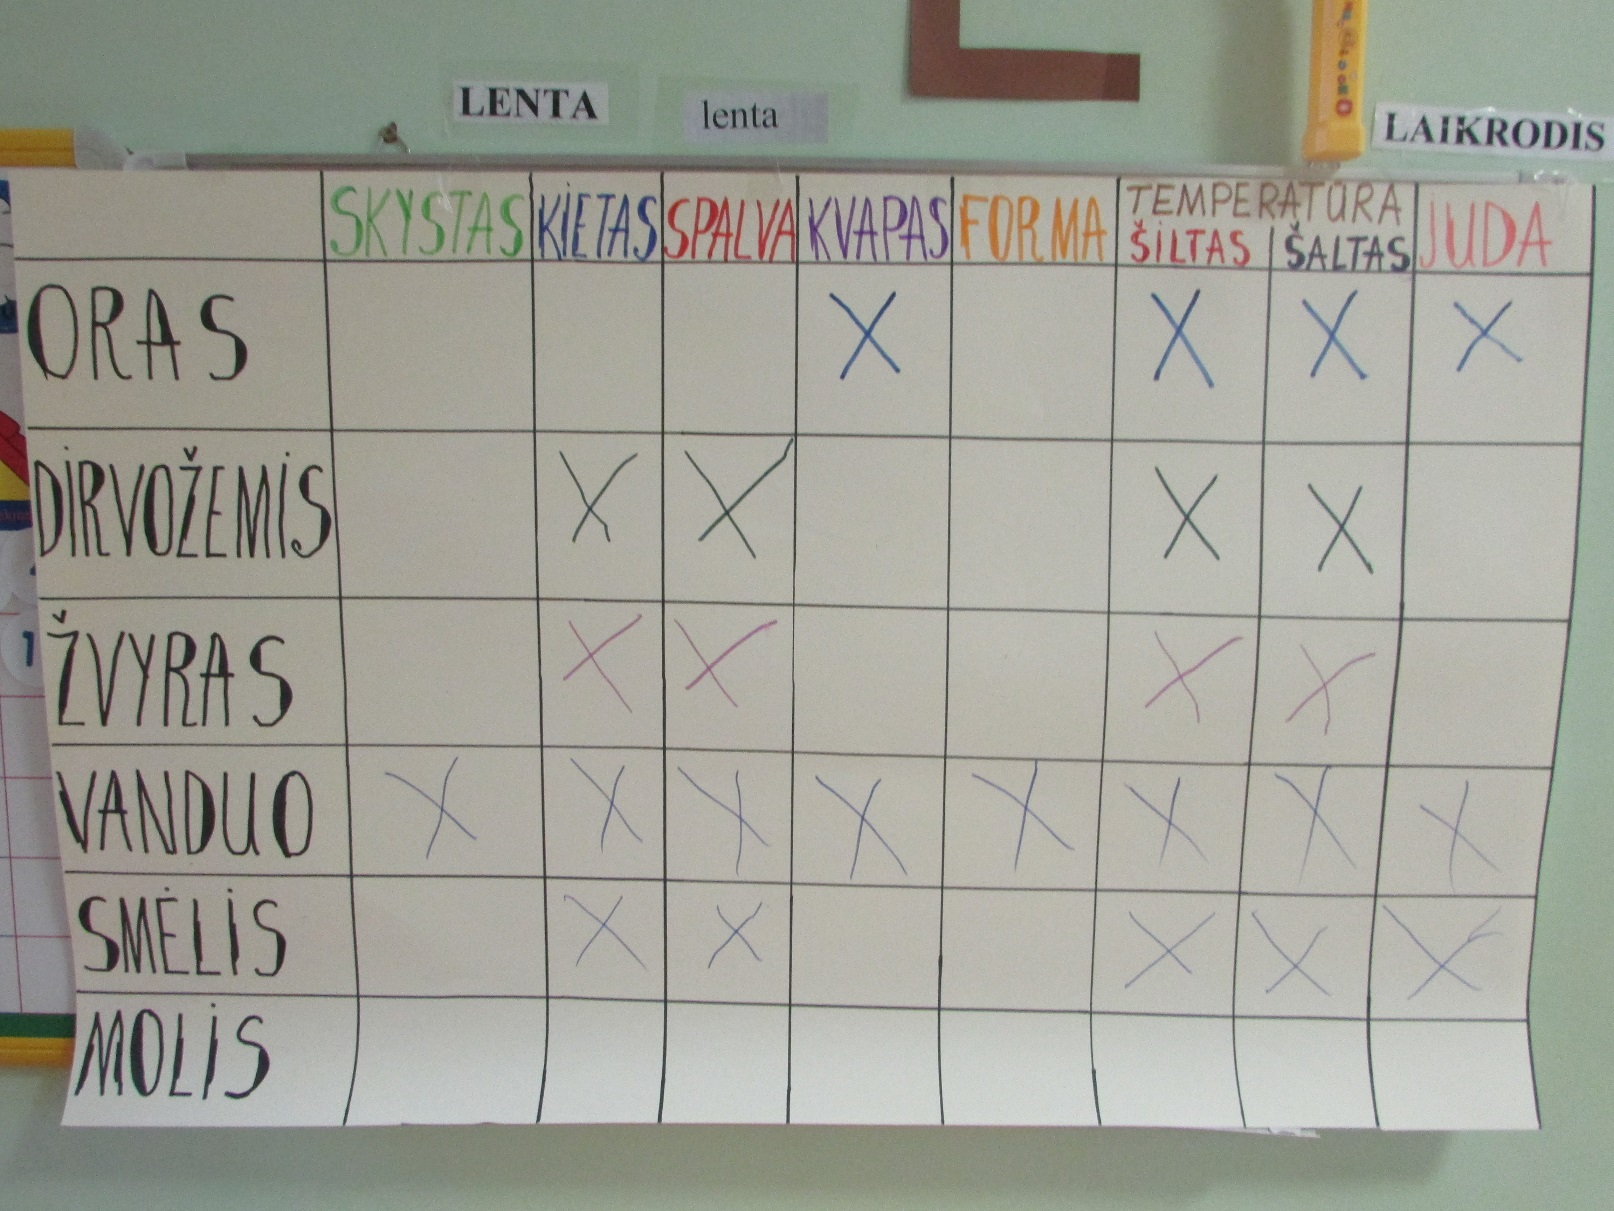 LENTA lenta
LAIKRODIS
SKYSTAS KIETAS SPALVA KVAPAS FORMA TEMPERATŪRA JUDA
ŠILTAS ŠALTAS
ORAS X X X X
DIRVOŽEMIS X X X X
ŽVYRAS X X X X
VANDUO X X X X X X X X
SMĖLIS X X X X X
MOLIS